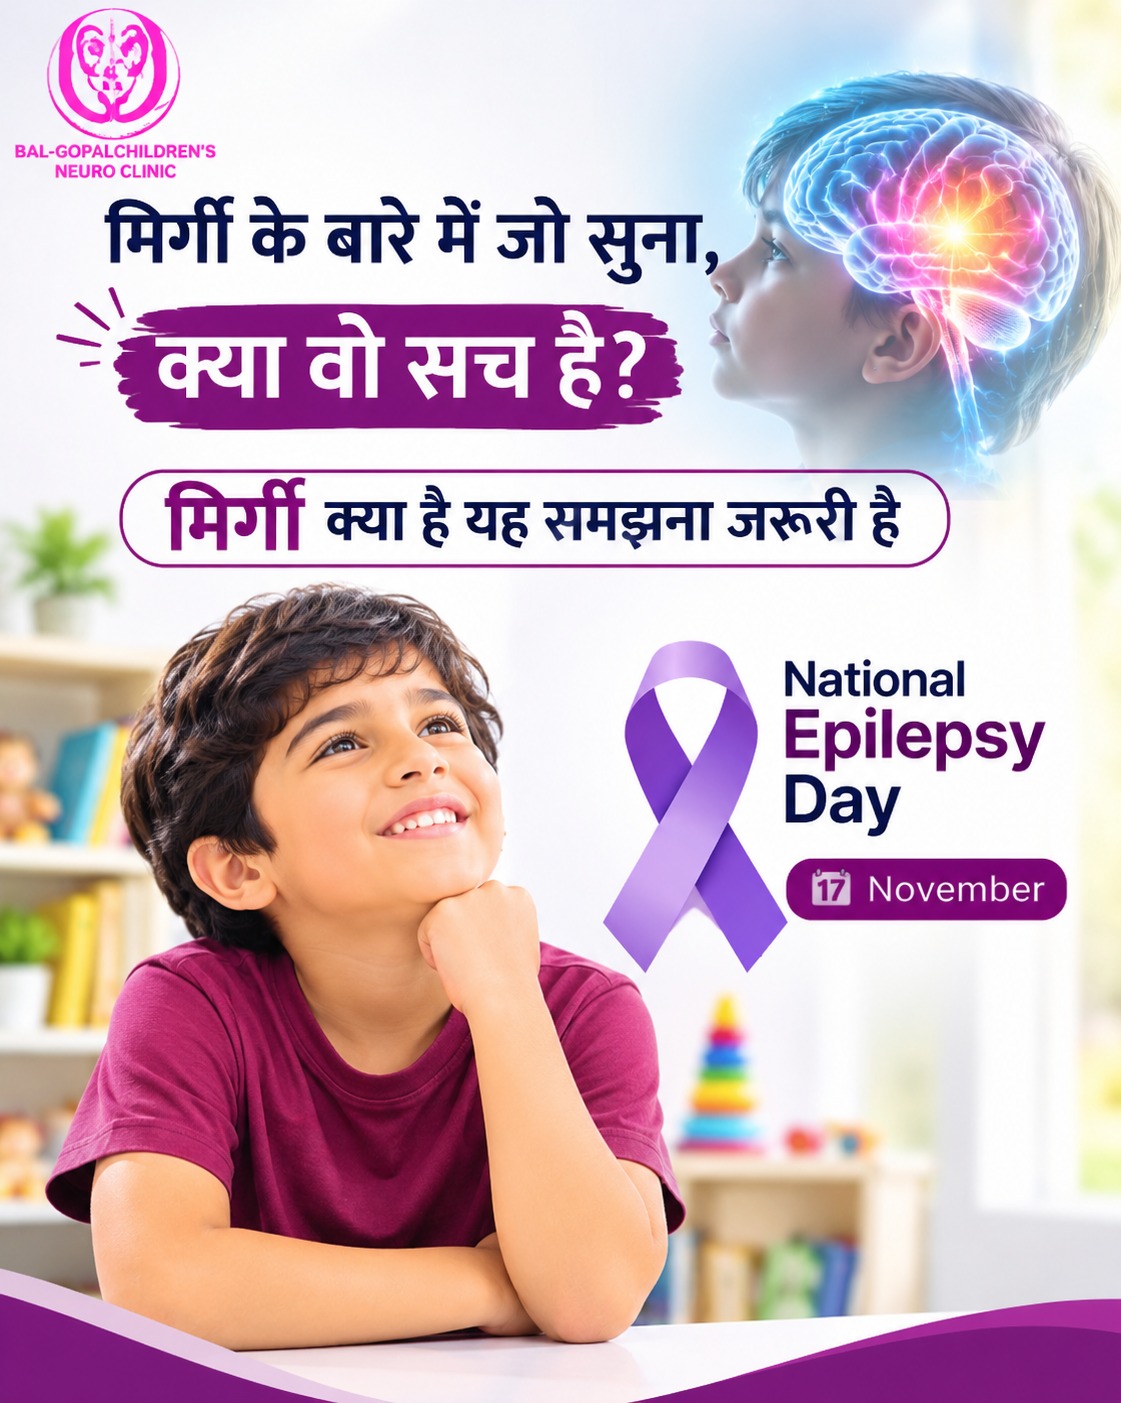 BAL-GOPALCHILDREN'S
NEURO CLINIC
मिर्गी के बारे में जो सुना,
क्या वो सच है?
मिर्गी क्या है यह समझना जरूरी है
National
Epilepsy
Day
17 November